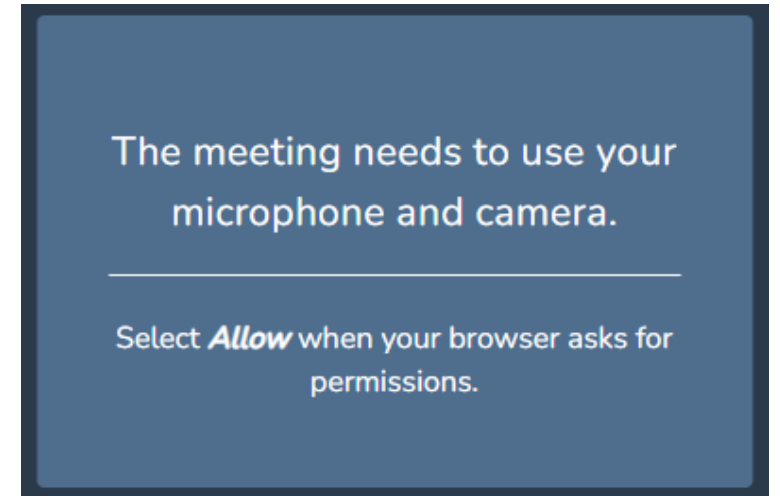 The meeting needs to use your
microphone and camera.
Select Allow when your browser asks for
permissions.